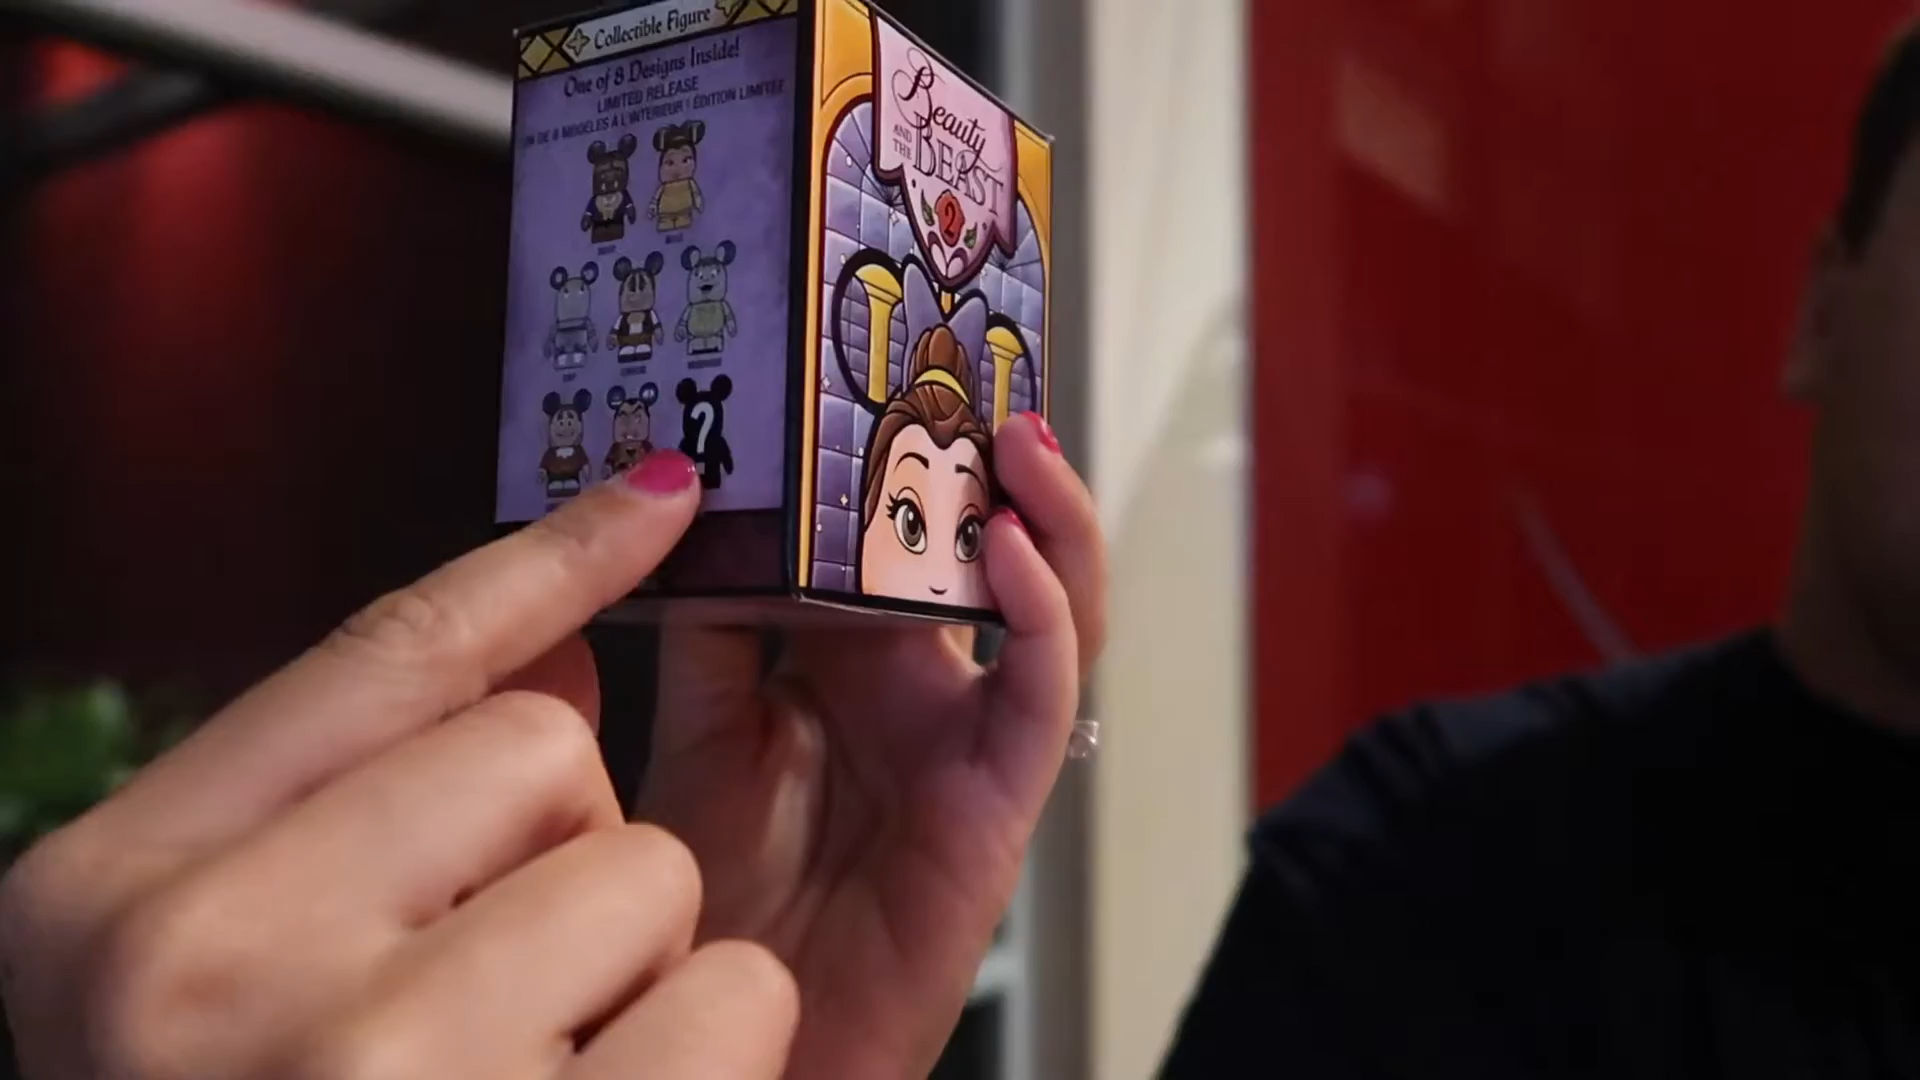 Collectible Figure
One of 8 Designs Inside!
LIMITED RELEASE
DE 8 MODÈLES À L'INTÉRIEUR ! ÉDITION LIMITÉE
?
Beauty
AND THE
BEAST
2